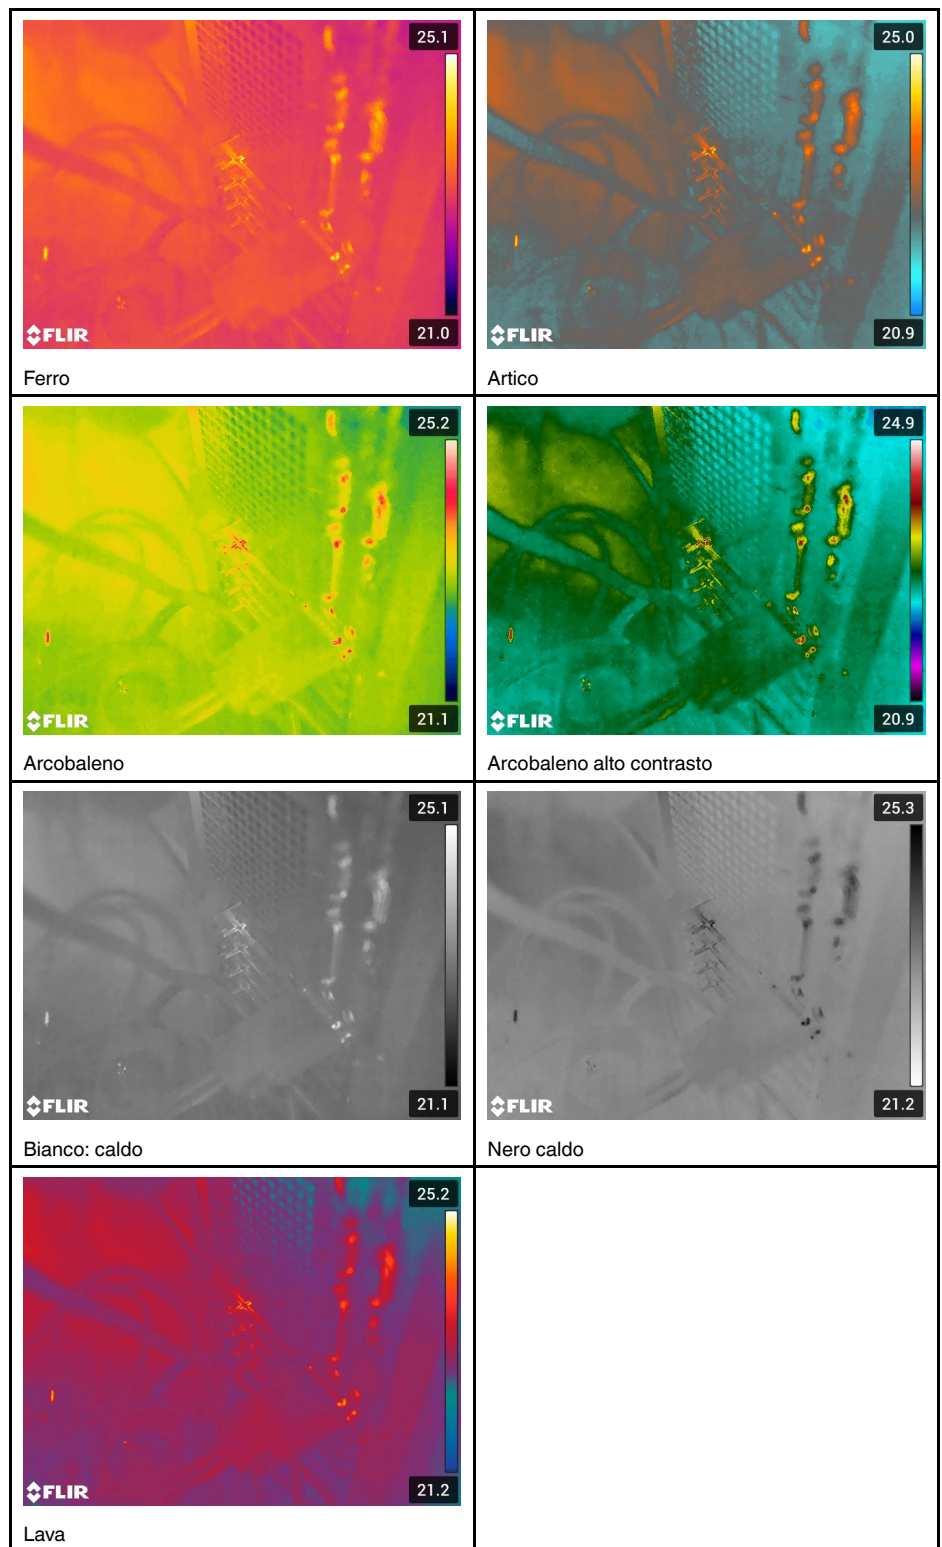 25.1
21.0
FLIR
Ferro
25.0
20.9
FLIR
Artico
25.2
21.1
FLIR
Arcobaleno
24.9
20.9
FLIR
Arcobaleno alto contrasto
25.1
21.1
FLIR
Bianco: caldo
25.3
21.2
FLIR
Nero caldo
25.2
21.2
FLIR
Lava